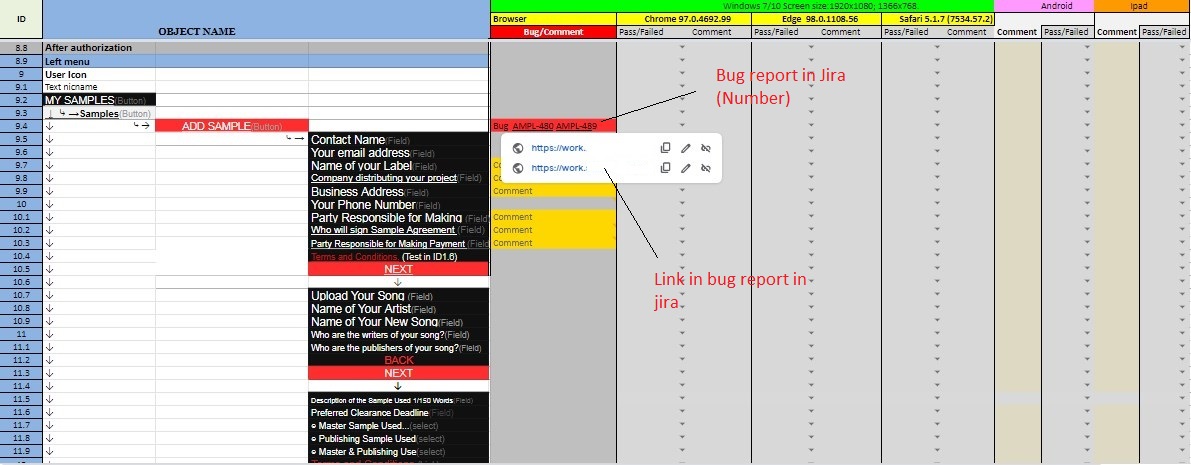 ID
OBJECT NAME
Windows 7/10 Screen size:1920x1080; 1366x768
Android
Ipad
Browser
Chrome 97.0.4692.99
Edge 98.0.1108.56
Safari 5.1.7 (7534.57.2)
Bug/Comment
Pass/Failed Comment Pass/Failed Comment Pass/Failed Comment Comment Pass/Failed Comment Pass/Failed
8.8 After authorization
8.9 Left menu
9 User Icon
9.1 Text nicname
9.2 MY SAMPLES(Button)
9.3 ↓ ↳→Samples(Button)
9.4 ↓ ↳→ ADD SAMPLE(Button) Bug AMPL-480 AMPL-489
9.5 ↓ ↳→ Contact Name(Field)
9.6 ↓ Your email address(Field)
9.7 ↓ Name of your Label(Field)
9.8 ↓ Company distributing your project(Field)
9.9 ↓ Business Address(Field) Comment
10 ↓ Your Phone Number(Field)
10.1 ↓ Party Responsible for Making (Field) Comment
10.2 ↓ Who will sign Sample Agreement (Field) Comment
10.3 ↓ Party Responsible for Making Payment (Field Comment
10.4 ↓ Terms and Conditions. (Test in ID1.6)
10.5 ↓ NEXT
10.6 ↓ ↓
10.7 ↓ Upload Your Song (Field)
10.8 ↓ Name of Your Artist(Field)
10.9 ↓ Name of Your New Song(Field)
11 ↓ Who are the writers of your song?(Field)
11.1 ↓ Who are the publishers of your song?(Field)
11.2 ↓ BACK
11.3 ↓ NEXT
11.4 ↓ ↓
11.5 ↓ Description of the Sample Used 1/150 Words(Field)
11.6 ↓ Preferred Clearance Deadline(Field)
11.7 ↓ Master Sample Used...(select)
11.8 ↓ Publishing Sample Used(select)
11.9 ↓ Master & Publishing Use (select)
https://work.
https://work.
Bug report in Jira
(Number)
Link in bug report in
jira